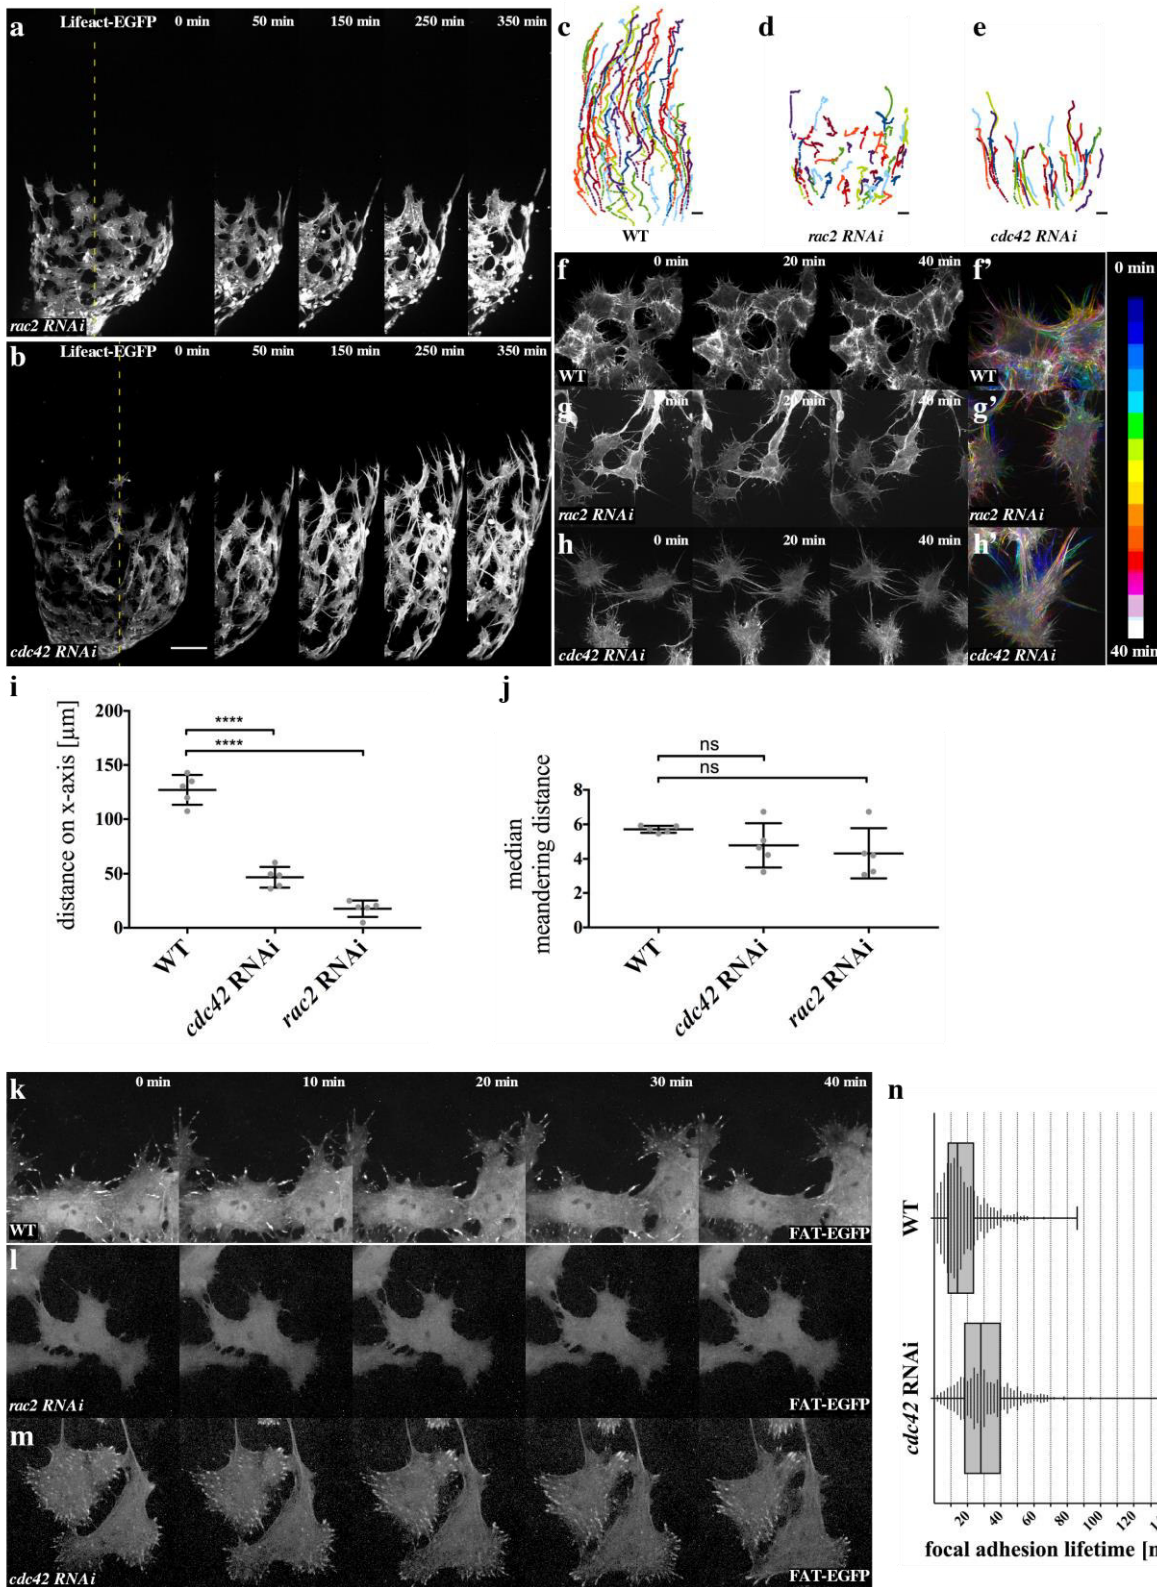 a Lifeact-EGFP 0 min 50 min 150 min 250 min 350 min
rac2 RNAi
b Lifeact-EGFP 0 min 50 min 150 min 250 min 350 min
cdc42 RNAi
c d e
WT rac2 RNAi cdc42 RNAi
f 0 min 20 min 40 min f'
WT WT
g min 20 min 40 min g'
rac2 RNAi rac2 RNAi
h 0 min 20 min 40 min h'
cdc42 RNAi cdc42 RNAi
0 min
40 min
i
distance on x-axis [µm]
200
150
100
50
0
****
****
WT cdc42 RNAi rac2 RNAi
j
median
meandering distance
8
6
4
2
0
ns
ns
WT cdc42 RNAi rac2 RNAi
k 0 min 10 min 20 min 30 min 40 min
WT FAT-EGFP
l
rac2 RNAi FAT-EGFP
m
cdc42 RNAi FAT-EGFP
n
WT
cdc42 RNAi
20 40 60 80 100 120
focal adhesion lifetime [